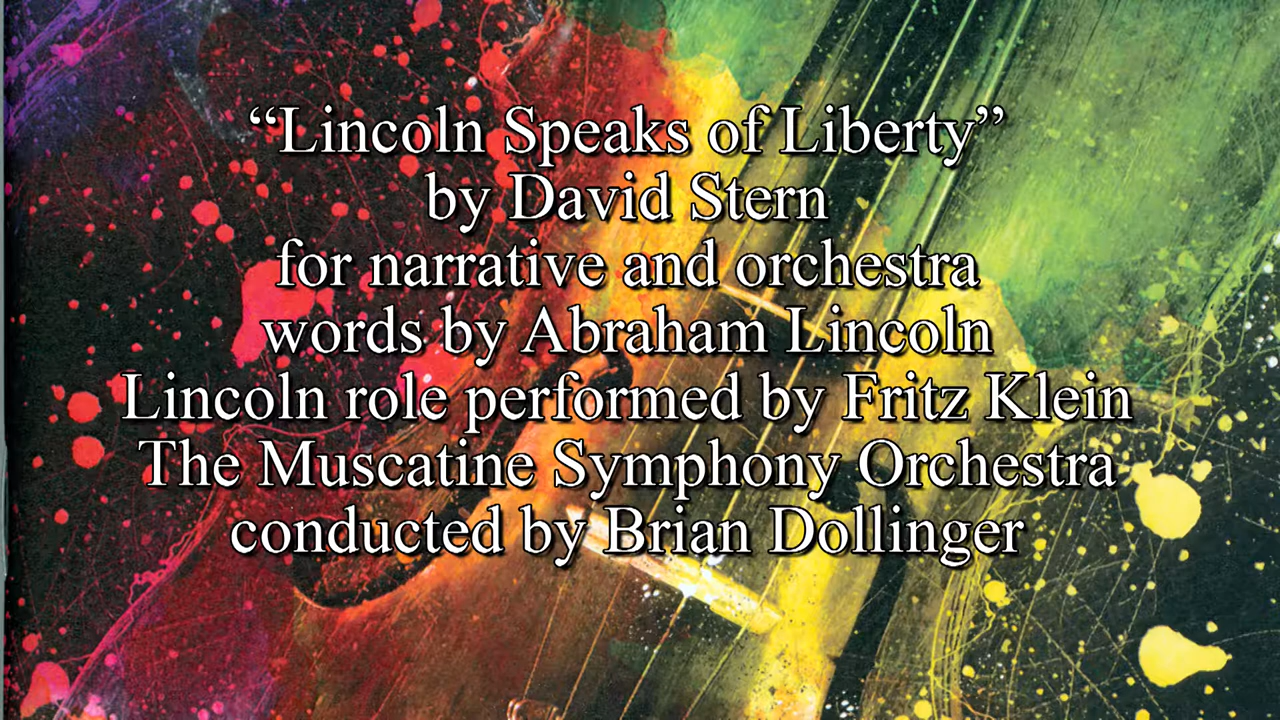 “Lincoln Speaks of Liberty”
by David Stern
for narrative and orchestra
words by Abraham Lincoln
Lincoln role performed by Fritz Klein
The Muscatine Symphony Orchestra
conducted by Brian Dollinger